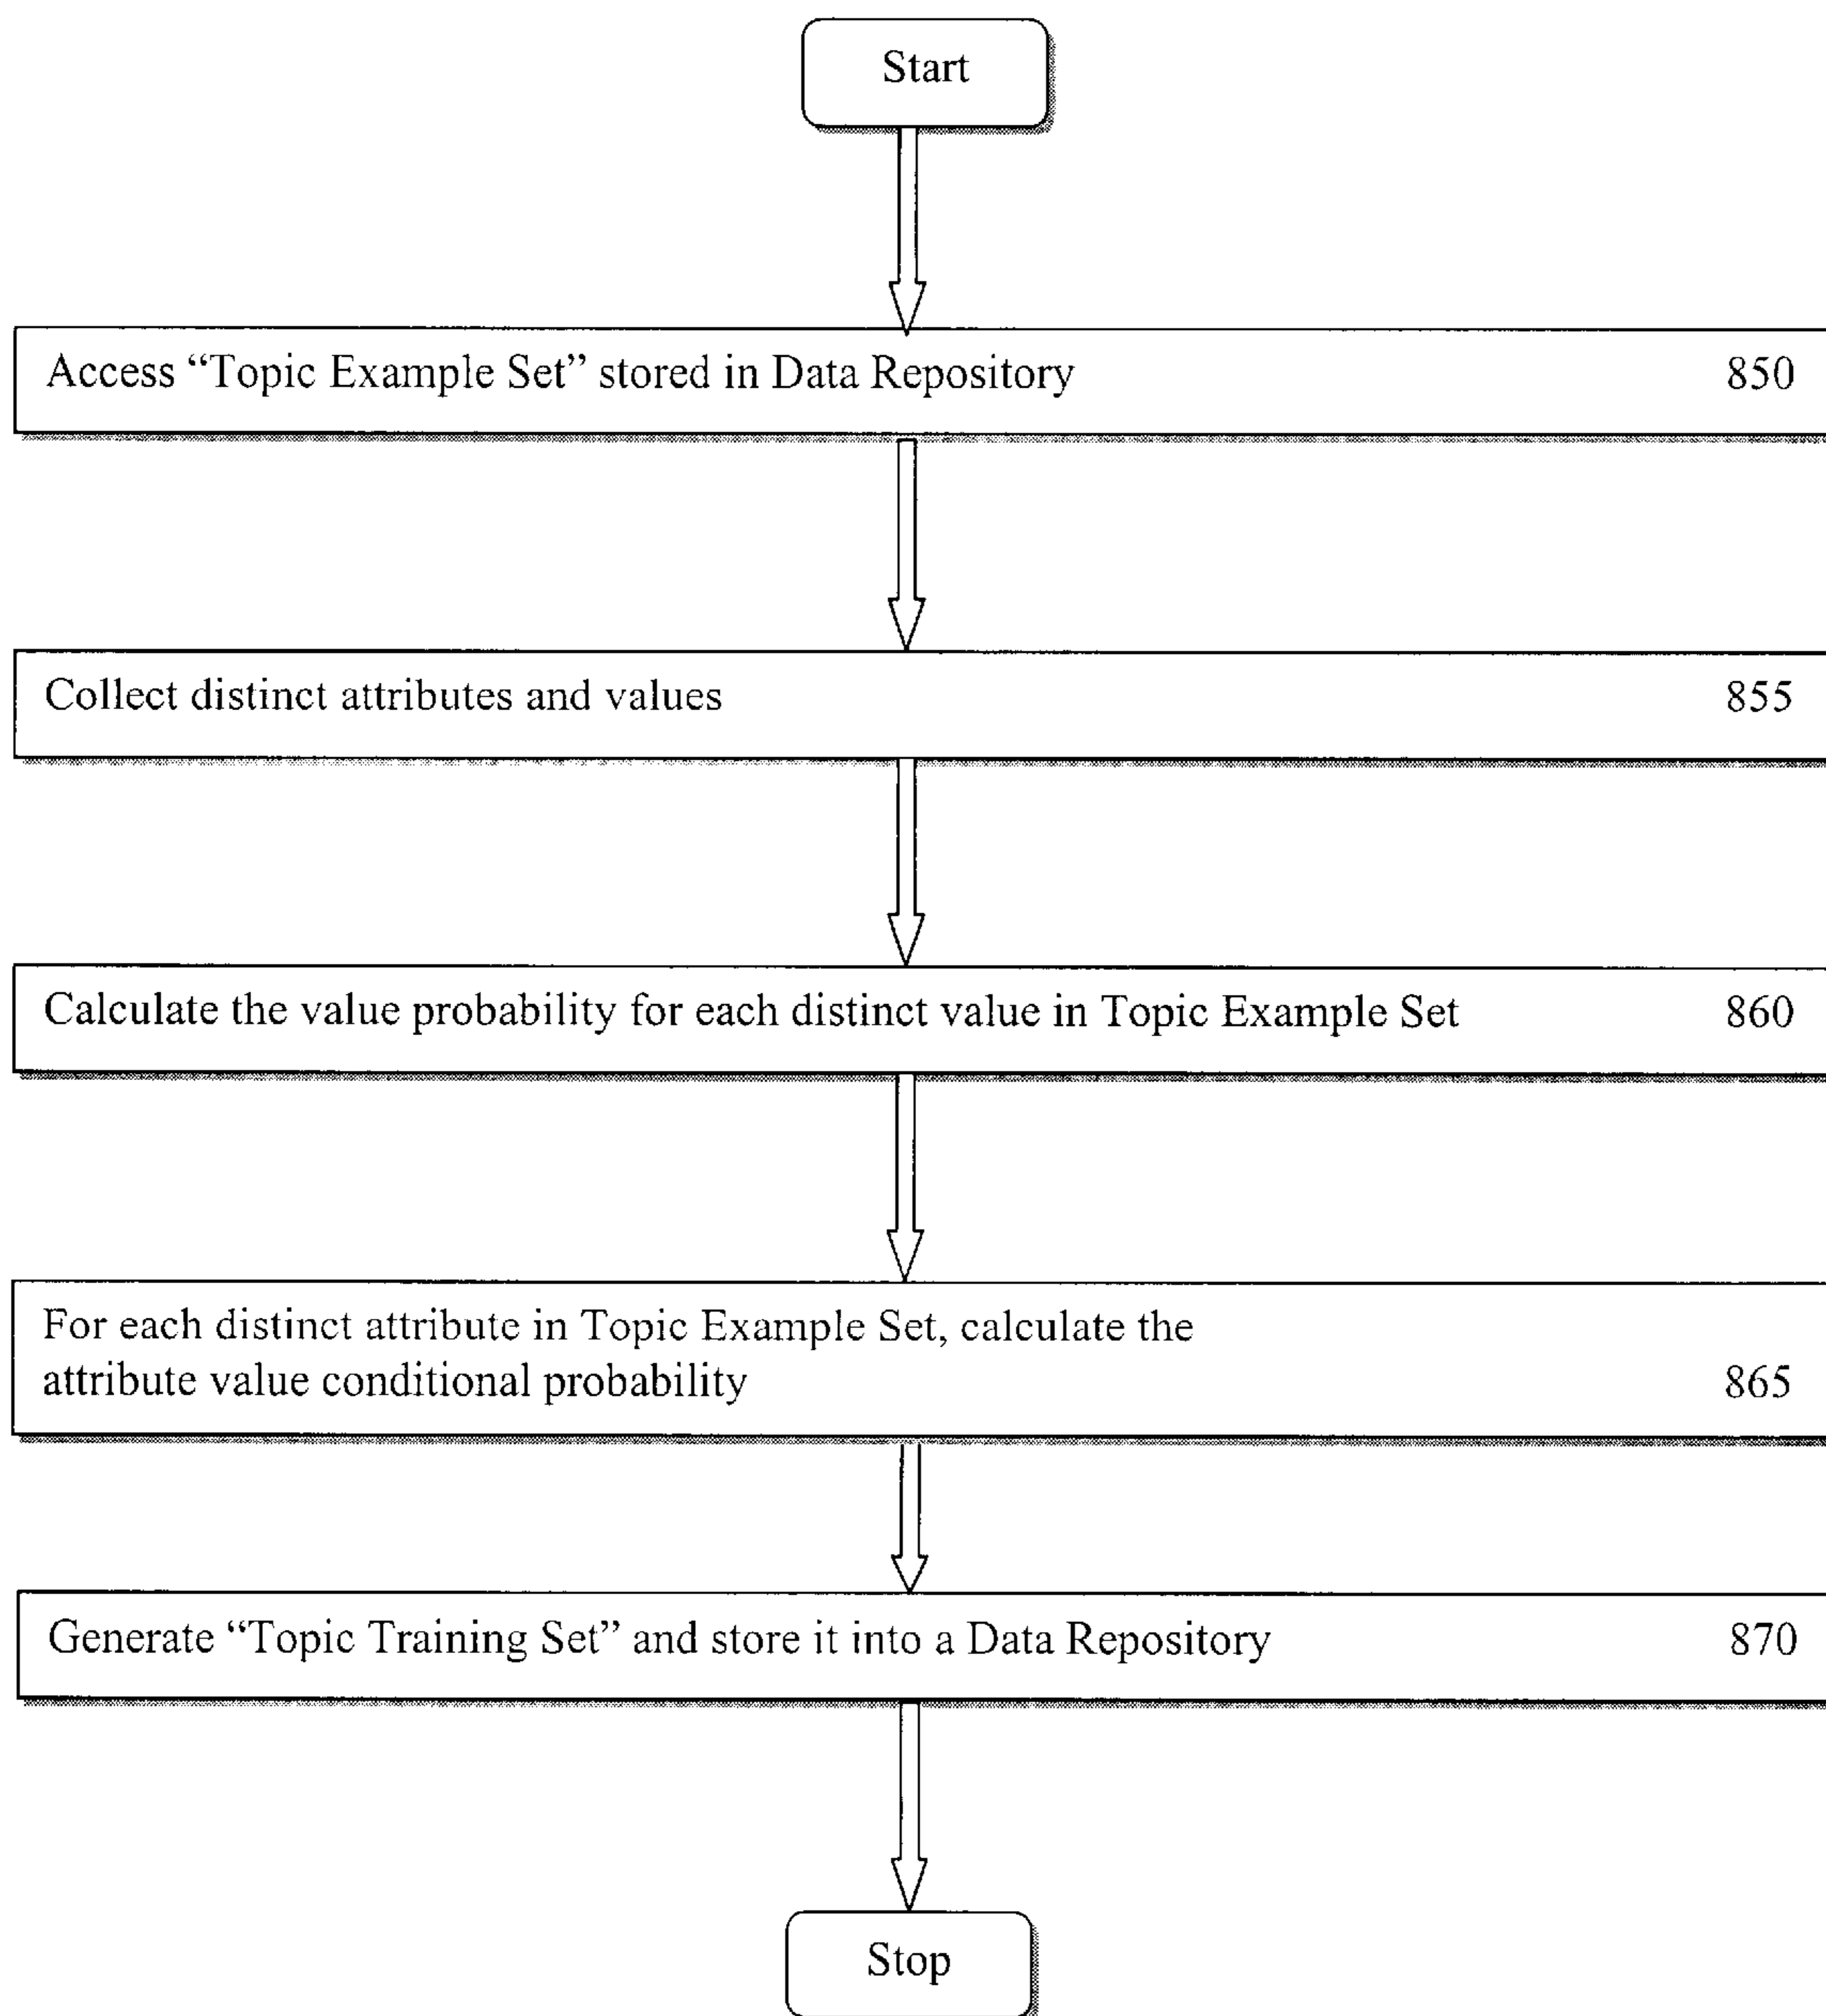 Start
Access “Topic Example Set” stored in Data Repository 850
Collect distinct attributes and values 855
Calculate the value probability for each distinct value in Topic Example Set 860
For each distinct attribute in Topic Example Set, calculate the
attribute value conditional probability 865
Generate “Topic Training Set” and store it into a Data Repository 870
Stop